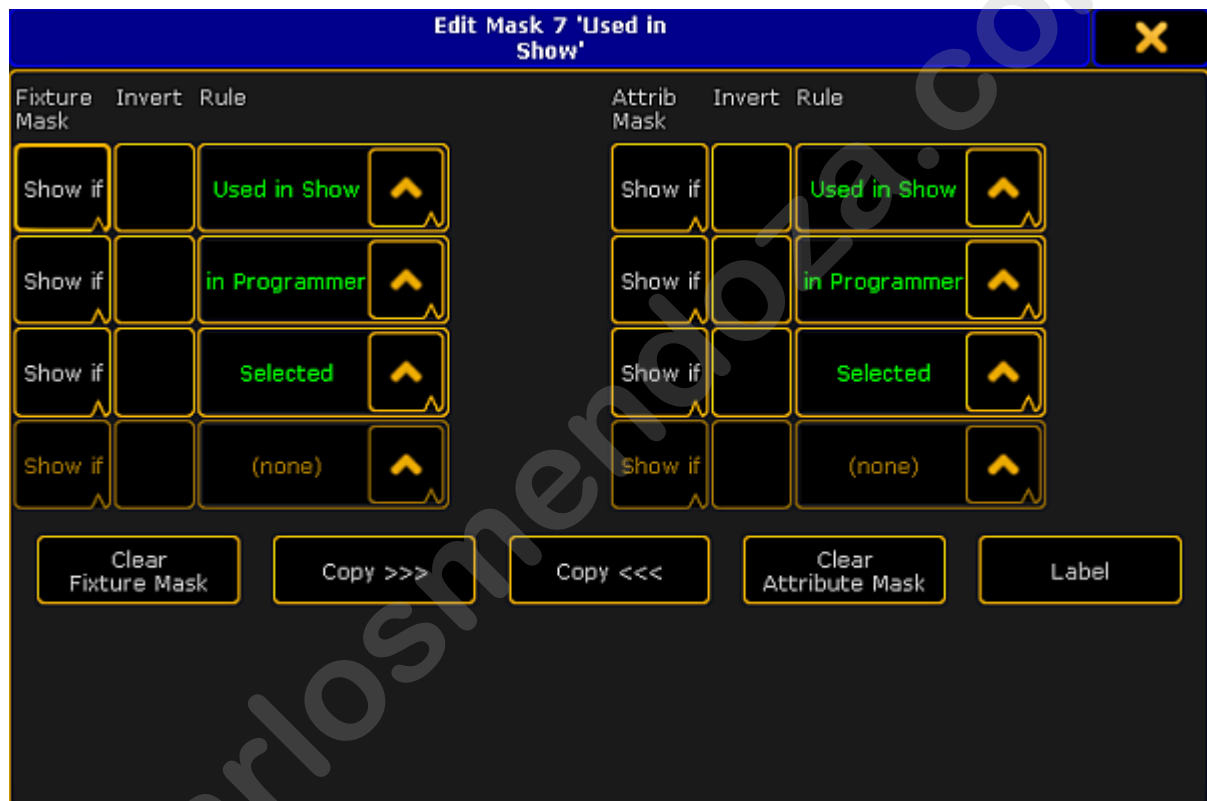 Edit Mask 7 'Used in
Show'
Fixture Mask Invert Rule
Attrib Mask Invert Rule
Show if Used in Show
Show if Used in Show
Show if in Programmer
Show if in Programmer
Show if Selected
Show if Selected
Show if (none)
Show if (none)
Clear
Fixture Mask
Copy >>>
Copy <<<
Clear
Attribute Mask
Label
rlosmendoza.co